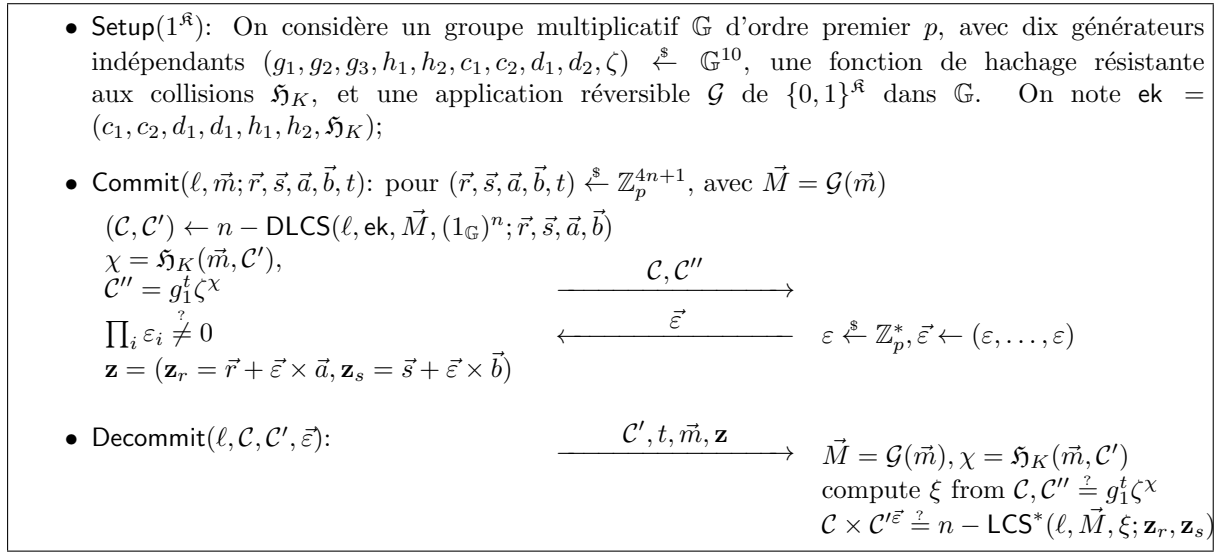 • Setup(1^𝔎): On considère un groupe multiplicatif 𝔾 d'ordre premier p, avec dix générateurs
indépendants (g₁, g₂, g₃, h₁, h₂, c₁, c₂, d₁, d₂, ζ) ←$ 𝔾¹⁰, une fonction de hachage résistante
aux collisions ℌ_K, et une application réversible 𝒢 de {0, 1}^𝔎 dans 𝔾. On note ek =
(c₁, c₂, d₁, d₁, h₁, h₂, ℌ_K);
• Commit(ℓ, m⃗; r⃗, s⃗, a⃗, b⃗, t): pour (r⃗, s⃗, a⃗, b⃗, t) ←$ ℤ_p^{4n+1}, avec M⃗ = 𝒢(m⃗)
(𝒞, 𝒞′) ← n − DLCS(ℓ, ek, M⃗, (1_𝔾)^n; r⃗, s⃗, a⃗, b⃗)
χ = ℌ_K(m⃗, 𝒞′),
𝒞″ = g₁^t ζ^χ 𝒞, 𝒞″ ⟶
∏_i ε_i ≠? 0 ⟵ ε⃗ ε ←$ ℤ_p^*, ε⃗ ← (ε, . . . , ε)
𝐳 = (𝐳_r = r⃗ + ε⃗ × a⃗, 𝐳_s = s⃗ + ε⃗ × b⃗)
• Decommit(ℓ, 𝒞, 𝒞′, ε⃗): 𝒞′, t, m⃗, 𝐳 ⟶ M⃗ = 𝒢(m⃗), χ = ℌ_K(m⃗, 𝒞′)
compute ξ from 𝒞, 𝒞″ =? g₁^t ζ^χ
𝒞 × 𝒞′^ε⃗ =? n − LCS*(ℓ, M⃗, ξ; 𝐳_r, 𝐳_s)